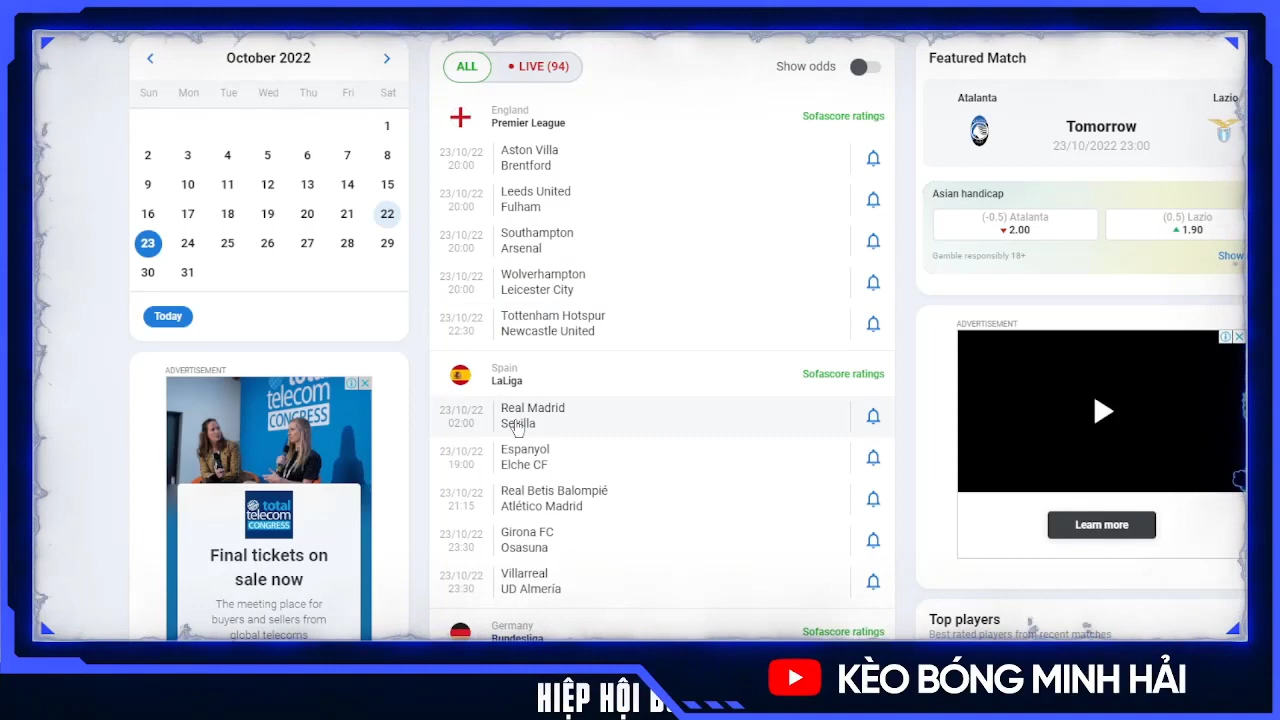 October 2022
Sun Mon Tue Wed Thu Fri Sat
1
2 3 4 5 6 7 8
9 10 11 12 13 14 15
16 17 18 19 20 21 22
23 24 25 26 27 28 29
30 31
Today
ADVERTISEMENT
total
telecom
CONGRESS
total
telecom
CONGRESS
Final tickets on
sale now
The meeting place for
buyers and sellers from
global telecoms
ALL
LIVE (94)
Show odds
England
Premier League
Sofascore ratings
23/10/22
20:00
Aston Villa
Brentford
23/10/22
20:00
Leeds United
Fulham
23/10/22
20:00
Southampton
Arsenal
23/10/22
20:00
Wolverhampton
Leicester City
23/10/22
22:30
Tottenham Hotspur
Newcastle United
Spain
LaLiga
Sofascore ratings
23/10/22
02:00
Real Madrid
Sevilla
23/10/22
19:00
Espanyol
Elche CF
23/10/22
21:15
Real Betis Balompié
Atlético Madrid
23/10/22
23:30
Girona FC
Osasuna
23/10/22
23:30
Villarreal
UD Almería
Germany
Bundesliga
Sofascore ratings
Featured Match
Atalanta
Lazio
Tomorrow
23/10/2022 23:00
Asian handicap
(-0.5) Atalanta
2.00
(0.5) Lazio
1.90
Gamble responsibly 18+
Show
ADVERTISEMENT
Learn more
Top players
Best rated players from recent matches
HIỆP HỘI
KÈO BÓNG MINH HẢI